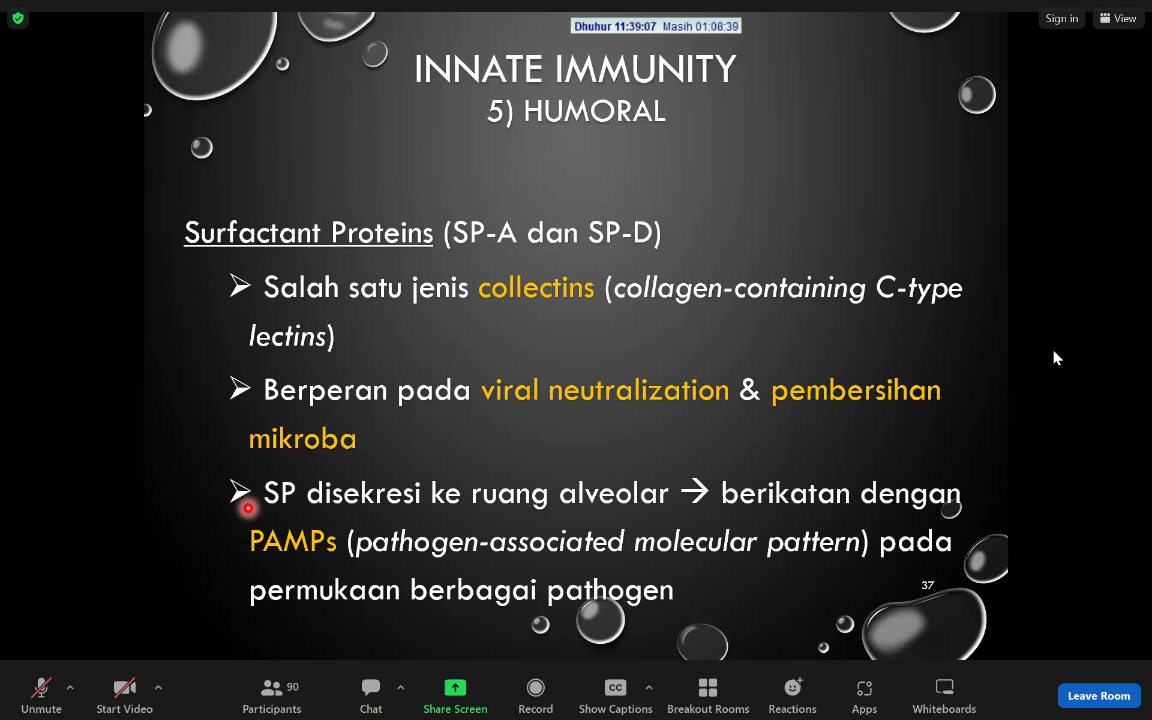 Dhuhur 11:39:07 Masih 01:08:39
Sign in
View
INNATE IMMUNITY
5) HUMORAL
Surfactant Proteins (SP-A dan SP-D)
➢ Salah satu jenis collectins (collagen-containing C-type
lectins)
➢ Berperan pada viral neutralization & pembersihan
mikroba
➢ SP disekresi ke ruang alveolar → berikatan dengan
PAMPs (pathogen-associated molecular pattern) pada
permukaan berbagai pathogen
37
Unmute
Start Video
90
Participants
Chat
Share Screen
Record
CC
Show Captions
Breakout Rooms
Reactions
Apps
Whiteboards
Leave Room